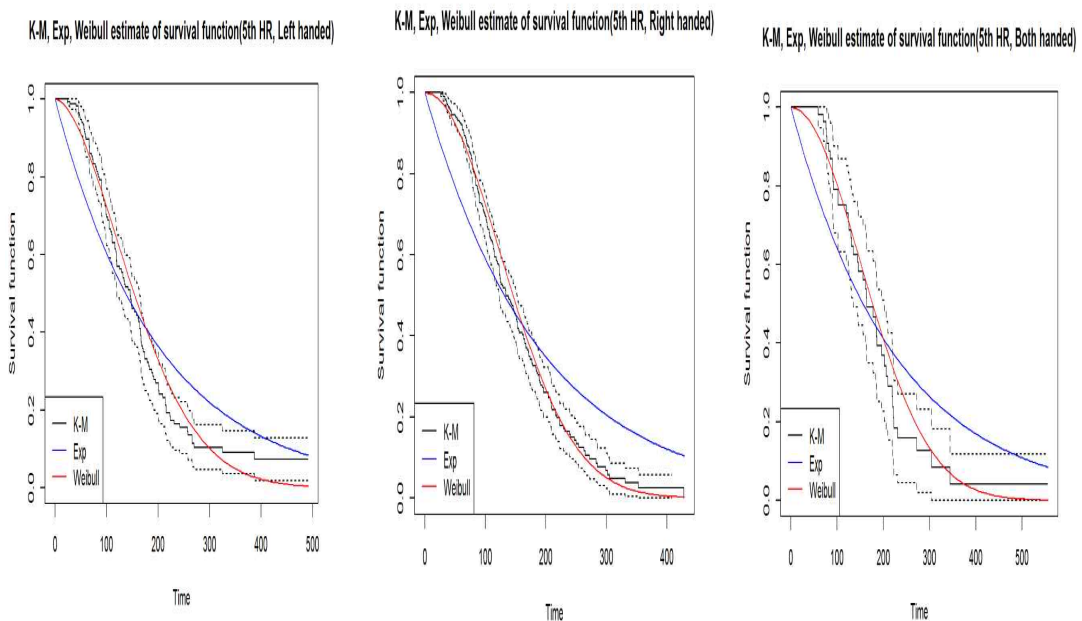 K-M, Exp, Weibull estimate of survival function(5th HR, Left handed)
Survival function
0.0 0.2 0.4 0.6 0.8 1.0
K-M
Exp
Weibull
0 100 200 300 400 500
Time
K-M, Exp, Weibull estimate of survival function(5th HR, Right handed)
Survival function
0.0 0.2 0.4 0.6 0.8 1.0
K-M
Exp
Weibull
0 100 200 300 400
Time
K-M, Exp, Weibull estimate of survival function(5th HR, Both handed)
Survival function
0.0 0.2 0.4 0.6 0.8 1.0
K-M
Exp
Weibull
0 100 200 300 400 500
Time